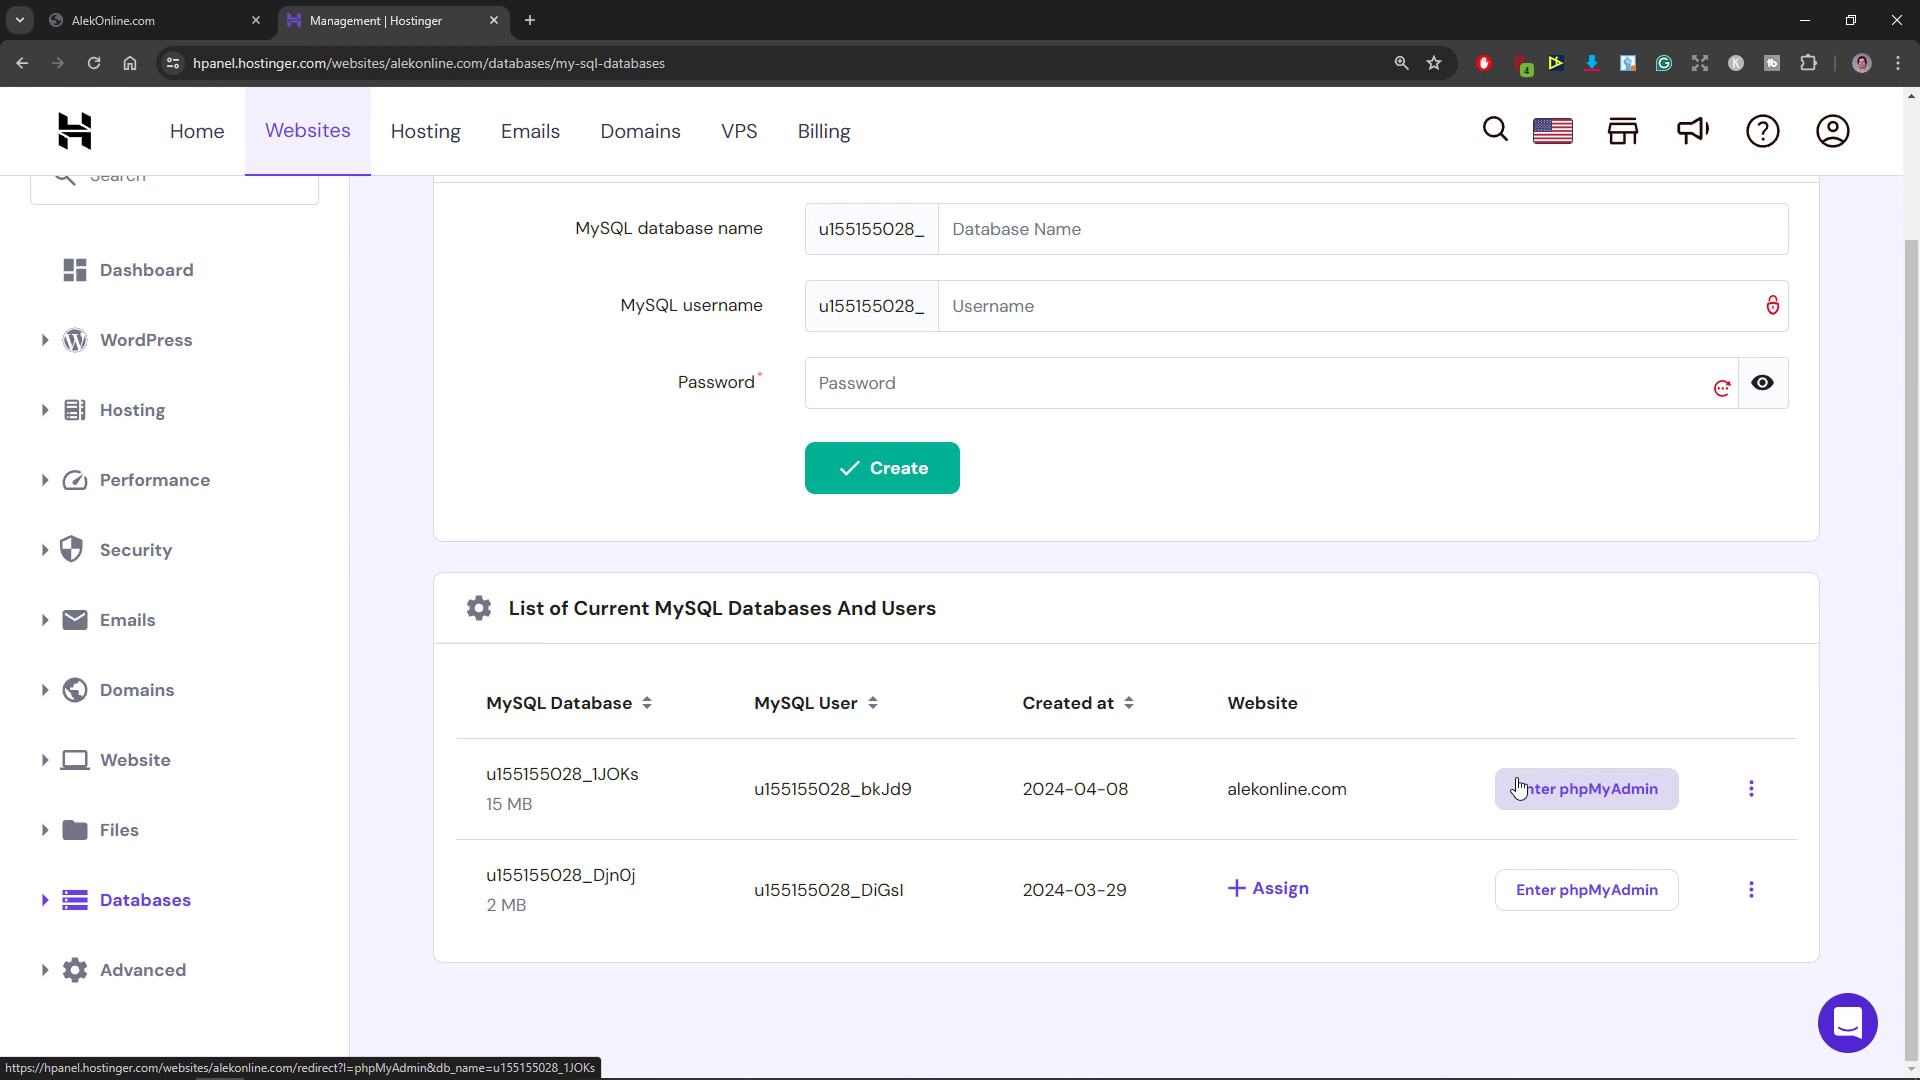 AlekOnline.com
Management | Hostinger
hpanel.hostinger.com/websites/alekonline.com/databases/my-sql-databases
4
Home
Websites
Hosting
Emails
Domains
VPS
Billing
Search
Dashboard
WordPress
Hosting
Performance
Security
Emails
Domains
Website
Files
Databases
Advanced
MySQL database name
u155155028_
Database Name
MySQL username
u155155028_
Username
Password*
Password
Create
List of Current MySQL Databases And Users
MySQL Database
MySQL User
Created at
Website
u155155028_1JOKs
15 MB
u155155028_bkJd9
2024-04-08
alekonline.com
Enter phpMyAdmin
u155155028_Djn0j
2 MB
u155155028_DiGsl
2024-03-29
+ Assign
Enter phpMyAdmin
https://hpanel.hostinger.com/websites/alekonline.com/redirect?l=phpMyAdmin&db_name=u155155028_1JOKs